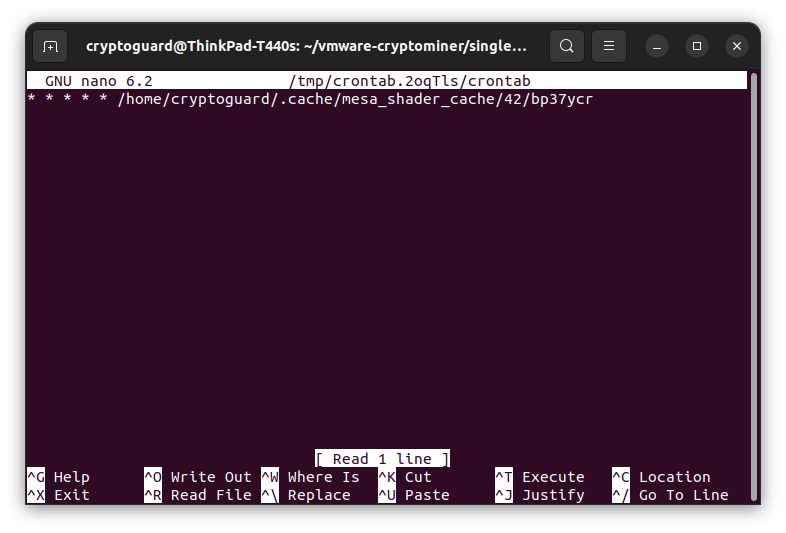 cryptoguard@ThinkPad-T440s: ~/vmware-cryptominer/single...
GNU nano 6.2 /tmp/crontab.2oqTls/crontab
* * * * * /home/cryptoguard/.cache/mesa_shader_cache/42/bp37ycr
[ Read 1 line ]
^G Help ^O Write Out ^W Where Is ^K Cut ^T Execute ^C Location
^X Exit ^R Read File ^\ Replace ^U Paste ^J Justify ^/ Go To Line